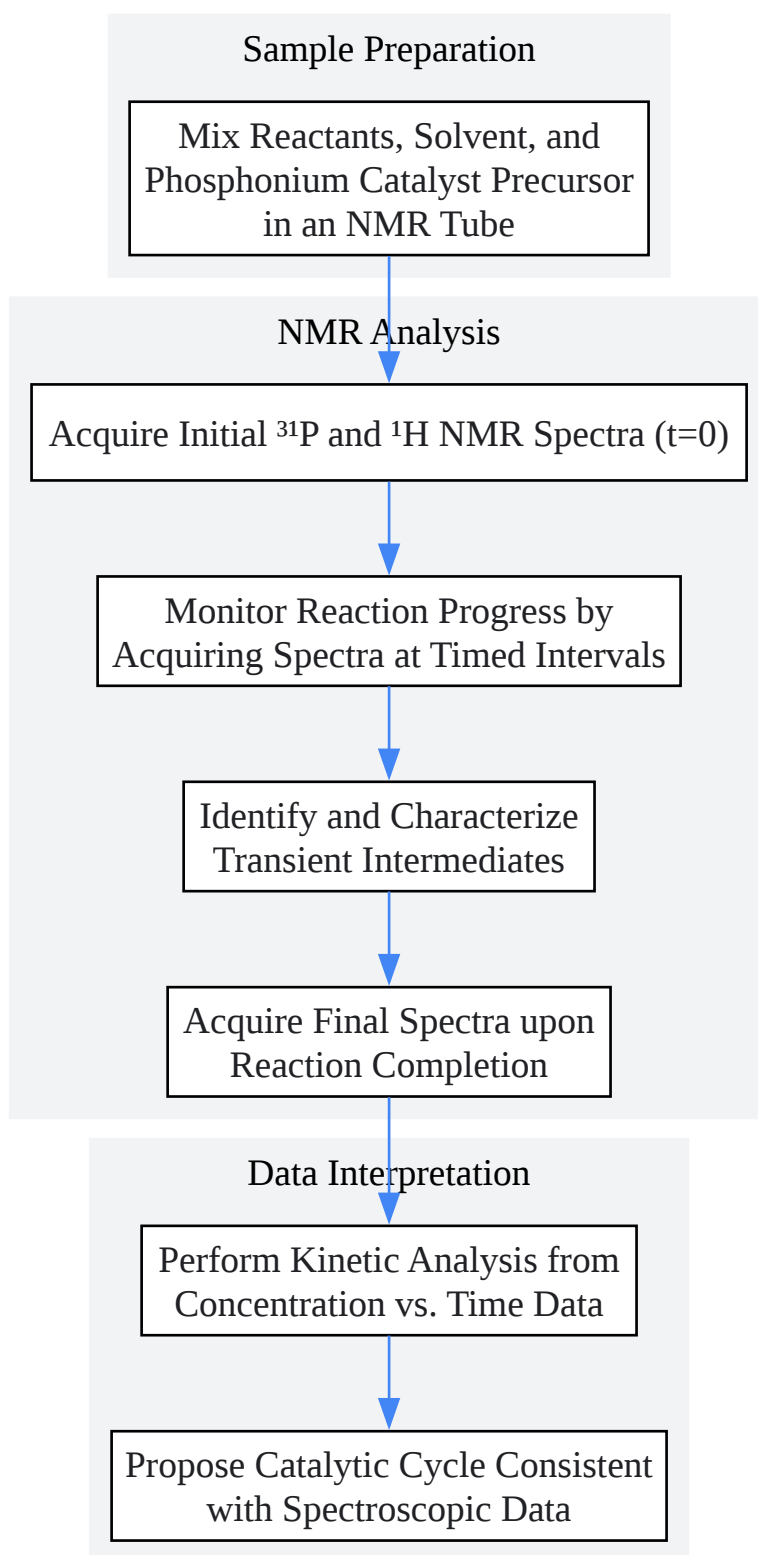 Sample Preparation
Mix Reactants, Solvent, and
Phosphonium Catalyst Precursor
in an NMR Tube
NMR Analysis
Acquire Initial ³¹P and ¹H NMR Spectra (t=0)
Monitor Reaction Progress by
Acquiring Spectra at Timed Intervals
Identify and Characterize
Transient Intermediates
Acquire Final Spectra upon
Reaction Completion
Data Interpretation
Perform Kinetic Analysis from
Concentration vs. Time Data
Propose Catalytic Cycle Consistent
with Spectroscopic Data